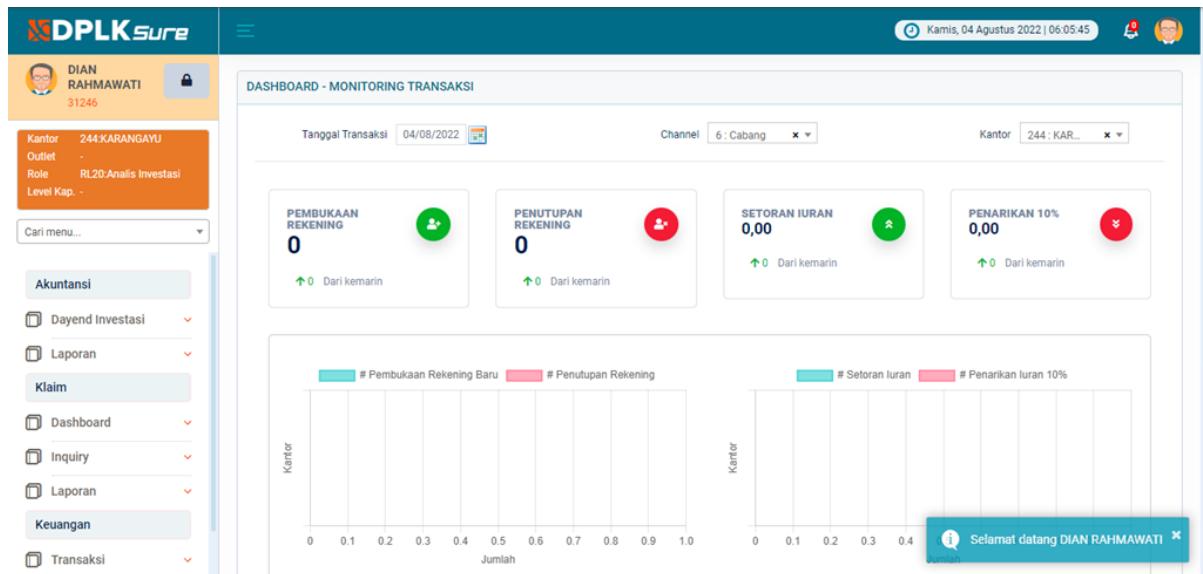 DPLKSure
Kamis, 04 Agustus 2022 | 06:05:45
DIAN
RAHMAWATI
31246
Kantor 244:KARANGAYU
Outlet -
Role RL20:Analis Investasi
Level Kap. -
Cari menu...
Akuntansi
Dayend Investasi
Laporan
Klaim
Dashboard
Inquiry
Laporan
Keuangan
Transaksi
DASHBOARD - MONITORING TRANSAKSI
Tanggal Transaksi 04/08/2022 Channel 6 : Cabang × Kantor 244 : KAR... ×
PEMBUKAAN
REKENING
0
0 Dari kemarin
PENUTUPAN
REKENING
0
0 Dari kemarin
SETORAN IURAN
0,00
0 Dari kemarin
PENARIKAN 10%
0,00
0 Dari kemarin
# Pembukaan Rekening Baru # Penutupan Rekening
Kantor
0 0.1 0.2 0.3 0.4 0.5 0.6 0.7 0.8 0.9 1.0
Jumlah
# Setoran Iuran # Penarikan Iuran 10%
Kantor
0 0.1 0.2 0.3 0.4
Jumlah
Selamat datang DIAN RAHMAWATI ×